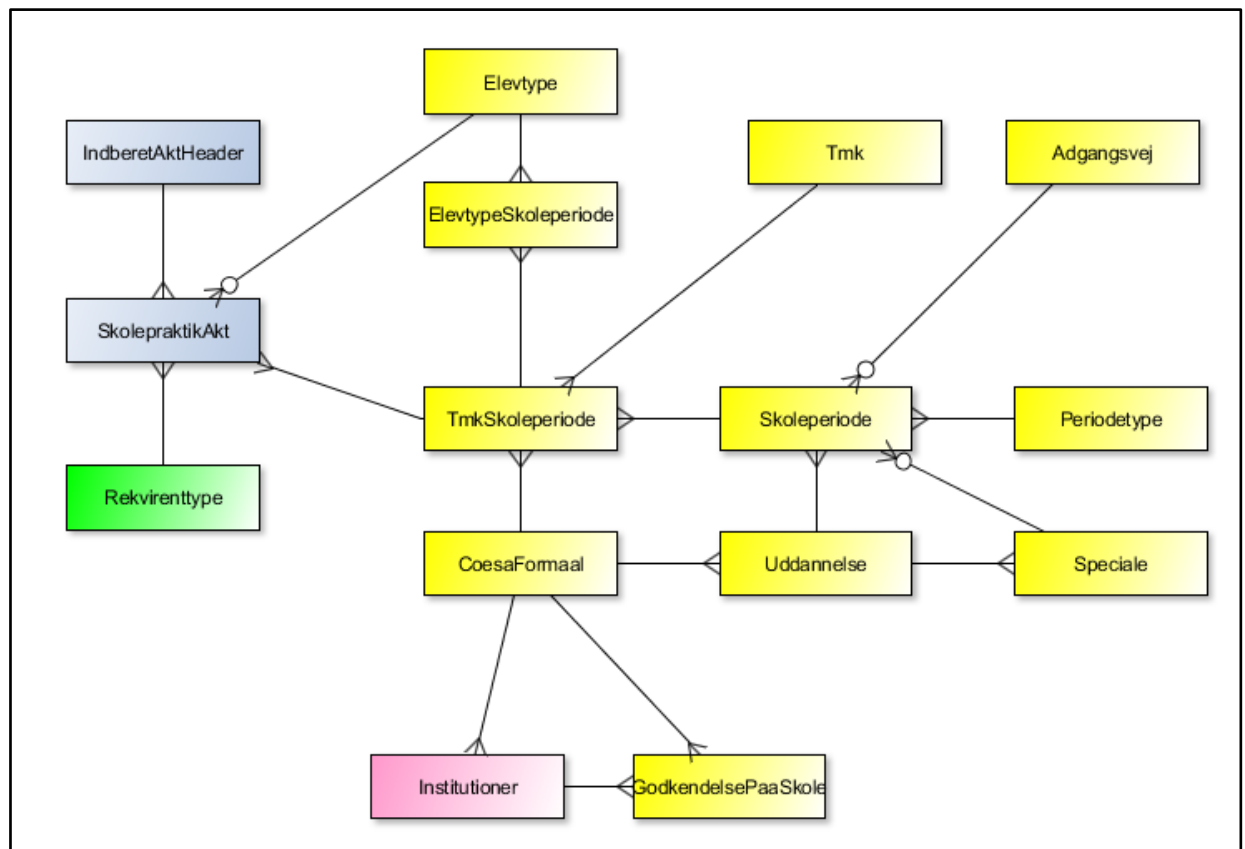 Elevtype
IndberetAktHeader
Tmk
Adgangsvej
ElevtypeSkoleperiode
SkolepraktikAkt
TmkSkoleperiode
Skoleperiode
Periodetype
Rekvirenttype
CoesaFormaal
Uddannelse
Speciale
Institutioner
GodkendelsePaaSkole